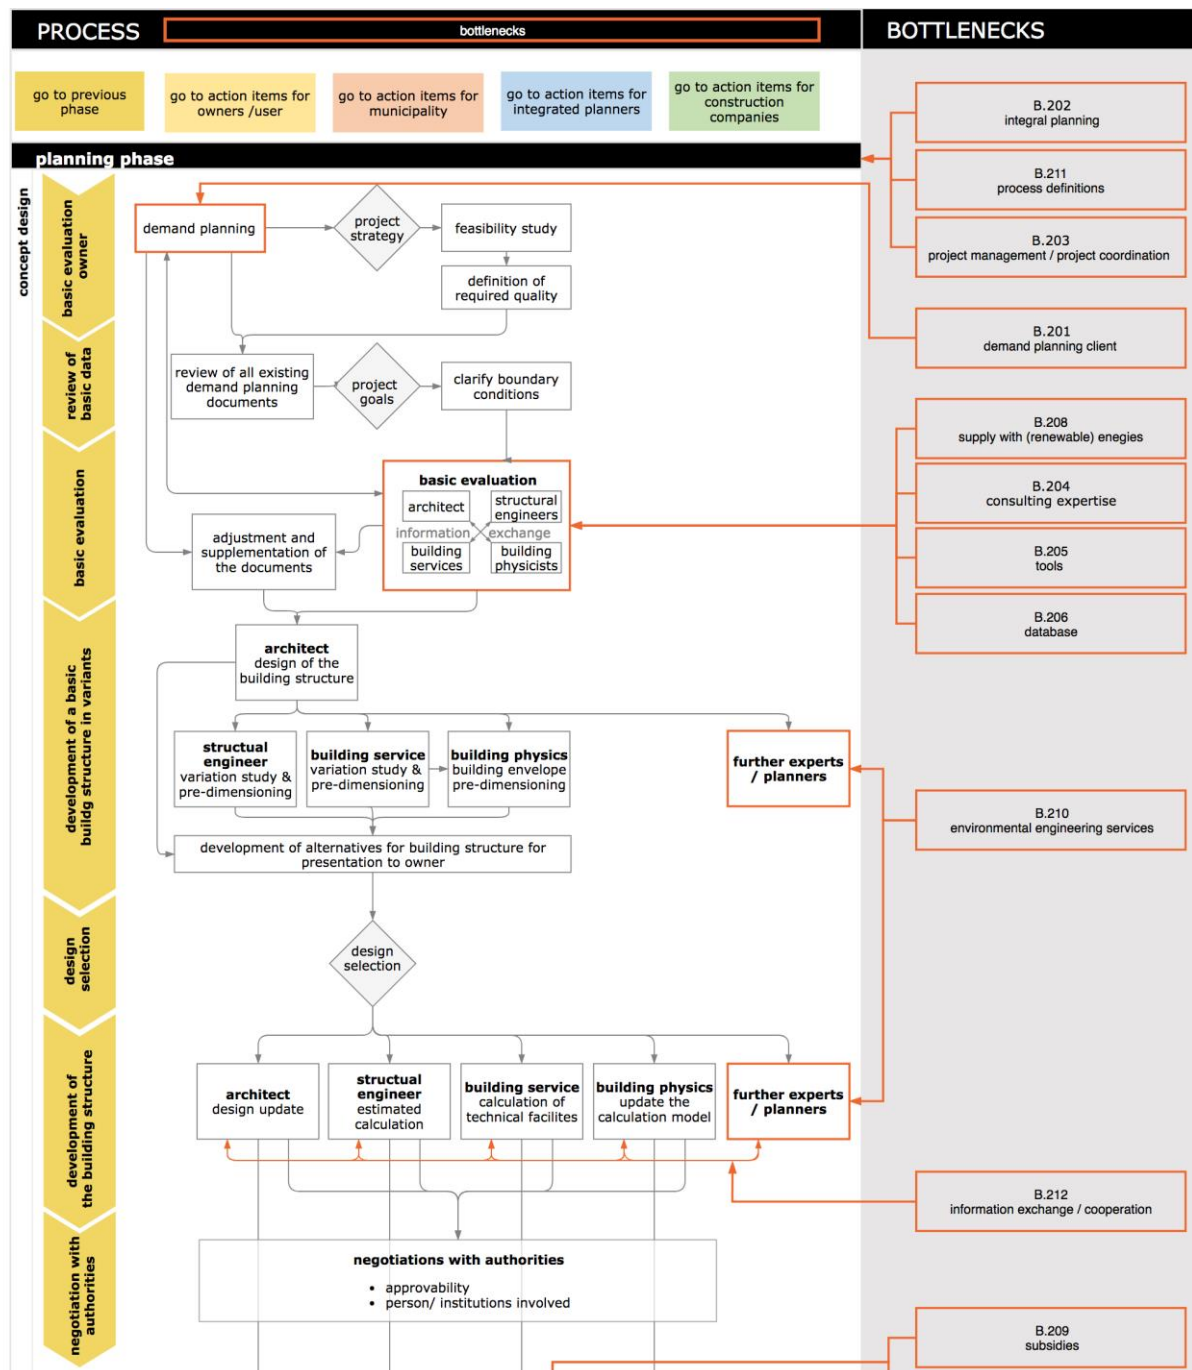 PROCESS
bottlenecks
BOTTLENECKS
go to previous
phase
go to action items for
owners /user
go to action items for
municipality
go to action items for
integrated planners
go to action items for
construction
companies
planning phase
B.202
integral planning
B.211
process definitions
B.203
project management / project coordination
B.201
demand planning client
concept design
basic evaluation
owner
demand planning
project
strategy
feasibility study
definition of
required quality
review of
basic data
review of all existing
demand planning
documents
project
goals
clarify boundary
conditions
B.208
supply with (renewable) enegies
B.204
consulting expertise
B.205
tools
B.206
database
basic evaluation
basic evaluation
architect
structural
engineers
information exchange
building
services
building
physicists
adjustment and
supplementation of
the documents
development of a basic
buildg structure in variants
architect
design of the
building structure
structual
engineer
variation study &
pre-dimensioning
building service
variation study &
pre-dimensioning
building physics
building envelope
pre-dimensioning
further experts
/ planners
B.210
environmental engineering services
development of alternatives for building structure for
presentation to owner
design
selection
design
selection
development of
the building structure
architect
design update
structual
engineer
estimated
calculation
building service
calculation of
technical facilites
building physics
update the
calculation model
further experts
/ planners
B.212
information exchange / cooperation
negotiation with
authorities
negotiations with authorities
• approvability
• person/ institutions involved
B.209
subsidies